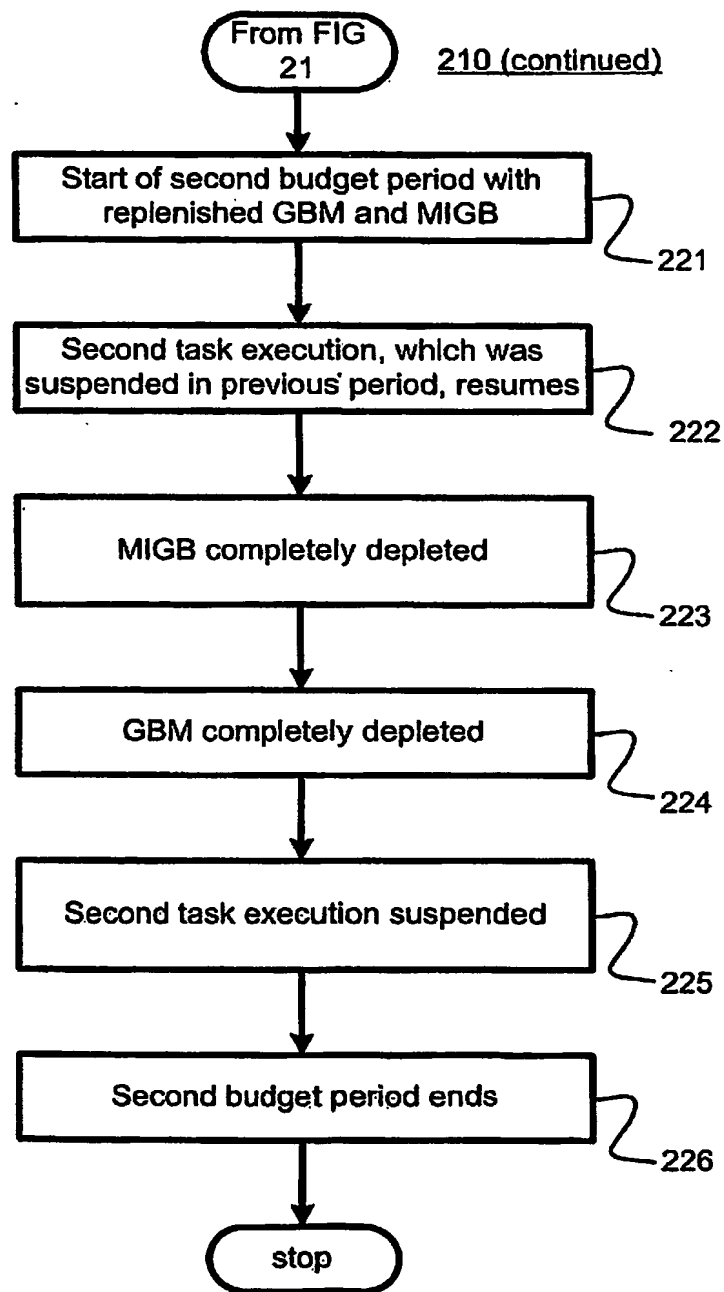 From FIG
21
210 (continued)
Start of second budget period with
replenished GBM and MIGB
221
Second task execution, which was
suspended in previous period, resumes
222
MIGB completely depleted
223
GBM completely depleted
224
Second task execution suspended
225
Second budget period ends
226
stop